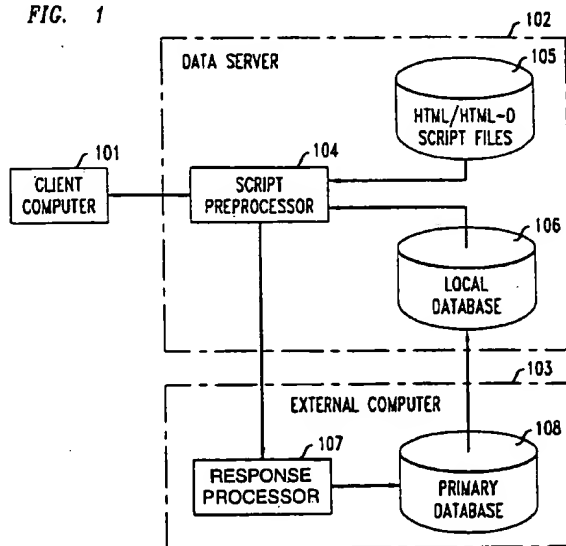 FIG. 1
102
DATA SERVER
105
HTML/HTML-D
SCRIPT FILES
101
CLIENT
COMPUTER
104
SCRIPT
PREPROCESSOR
106
LOCAL
DATABASE
103
EXTERNAL COMPUTER
107
RESPONSE
PROCESSOR
108
PRIMARY
DATABASE